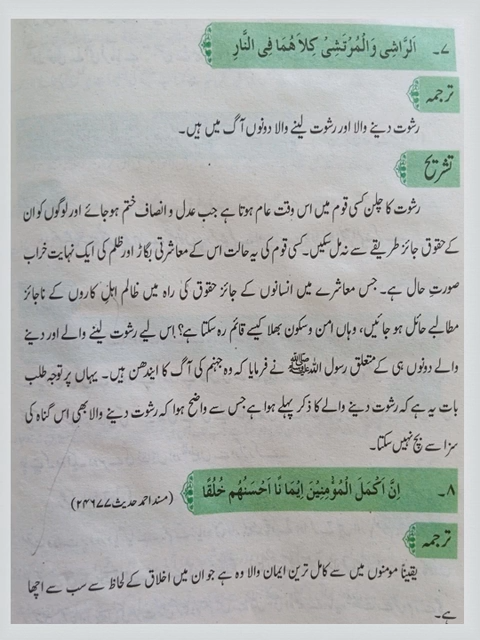 ۷۔ اَلرَّاشِی وَالْمُرْتَشِیْ کِلاَھُمَا فِی النَّارِ
ترجمہ
رشوت دینے والا اور رشوت لینے والا دونوں آگ میں ہیں۔
تشریح
رشوت کا چلن کسی قوم میں اس وقت عام ہوتا ہے جب عدل و انصاف ختم ہو جائے اور لوگوں کو ان
کے حقوق جائز طریقے سے نہ مل سکیں۔ کسی قوم کی یہ حالت اس کے معاشرتی بگاڑ اور ظلم کی ایک نہایت خراب
صورتِ حال ہے۔ جس معاشرے میں انسانوں کے جائز حقوق کی راہ میں ظالم اہلِ کاروں کے ناجائز
مطالبے حائل ہو جائیں، وہاں امن و سکون بھلا کیسے قائم رہ سکتا ہے؟ اس لیے رشوت لینے والے اور دینے
والے دونوں ہی کے متعلق رسول اللہ ﷺ نے فرمایا کہ وہ جہنم کی آگ کا ایندھن ہیں۔ یہاں پر توجہ طلب
بات یہ ہے کہ رشوت دینے والے کا ذکر پہلے ہوا ہے جس سے واضح ہوا کہ رشوت دینے والا بھی اس گناہ کی
سزا سے بچ نہیں سکتا۔
۸۔ اِنَّ اَکْمَلَ الْمُؤْمِنِیْنَ اِیْمَا نًا اَحْسَنُھُم خُلُقًا (مسند احمد حدیث ۲۴۶۷۷)
ترجمہ
یقیناً مومنوں میں سے کامل ترین ایمان والا وہ ہے جو ان میں اخلاق کے لحاظ سے سب سے اچھا
ہے۔